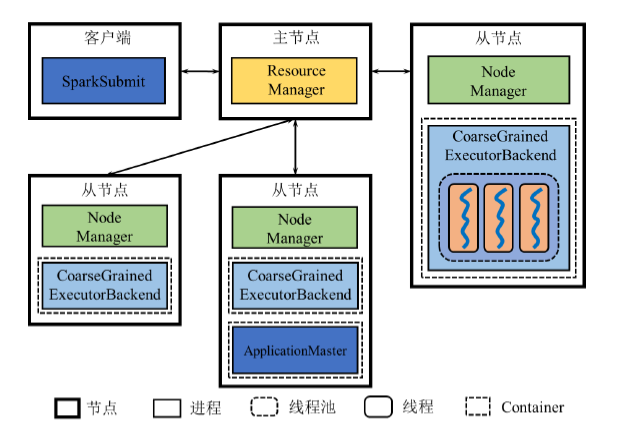 客户端
SparkSubmit
主节点
Resource
Manager
从节点
Node
Manager
CoarseGrained
ExecutorBackend
从节点
Node
Manager
CoarseGrained
ExecutorBackend
从节点
Node
Manager
CoarseGrained
ExecutorBackend
ApplicationMaster
节点
进程
线程池
线程
Container